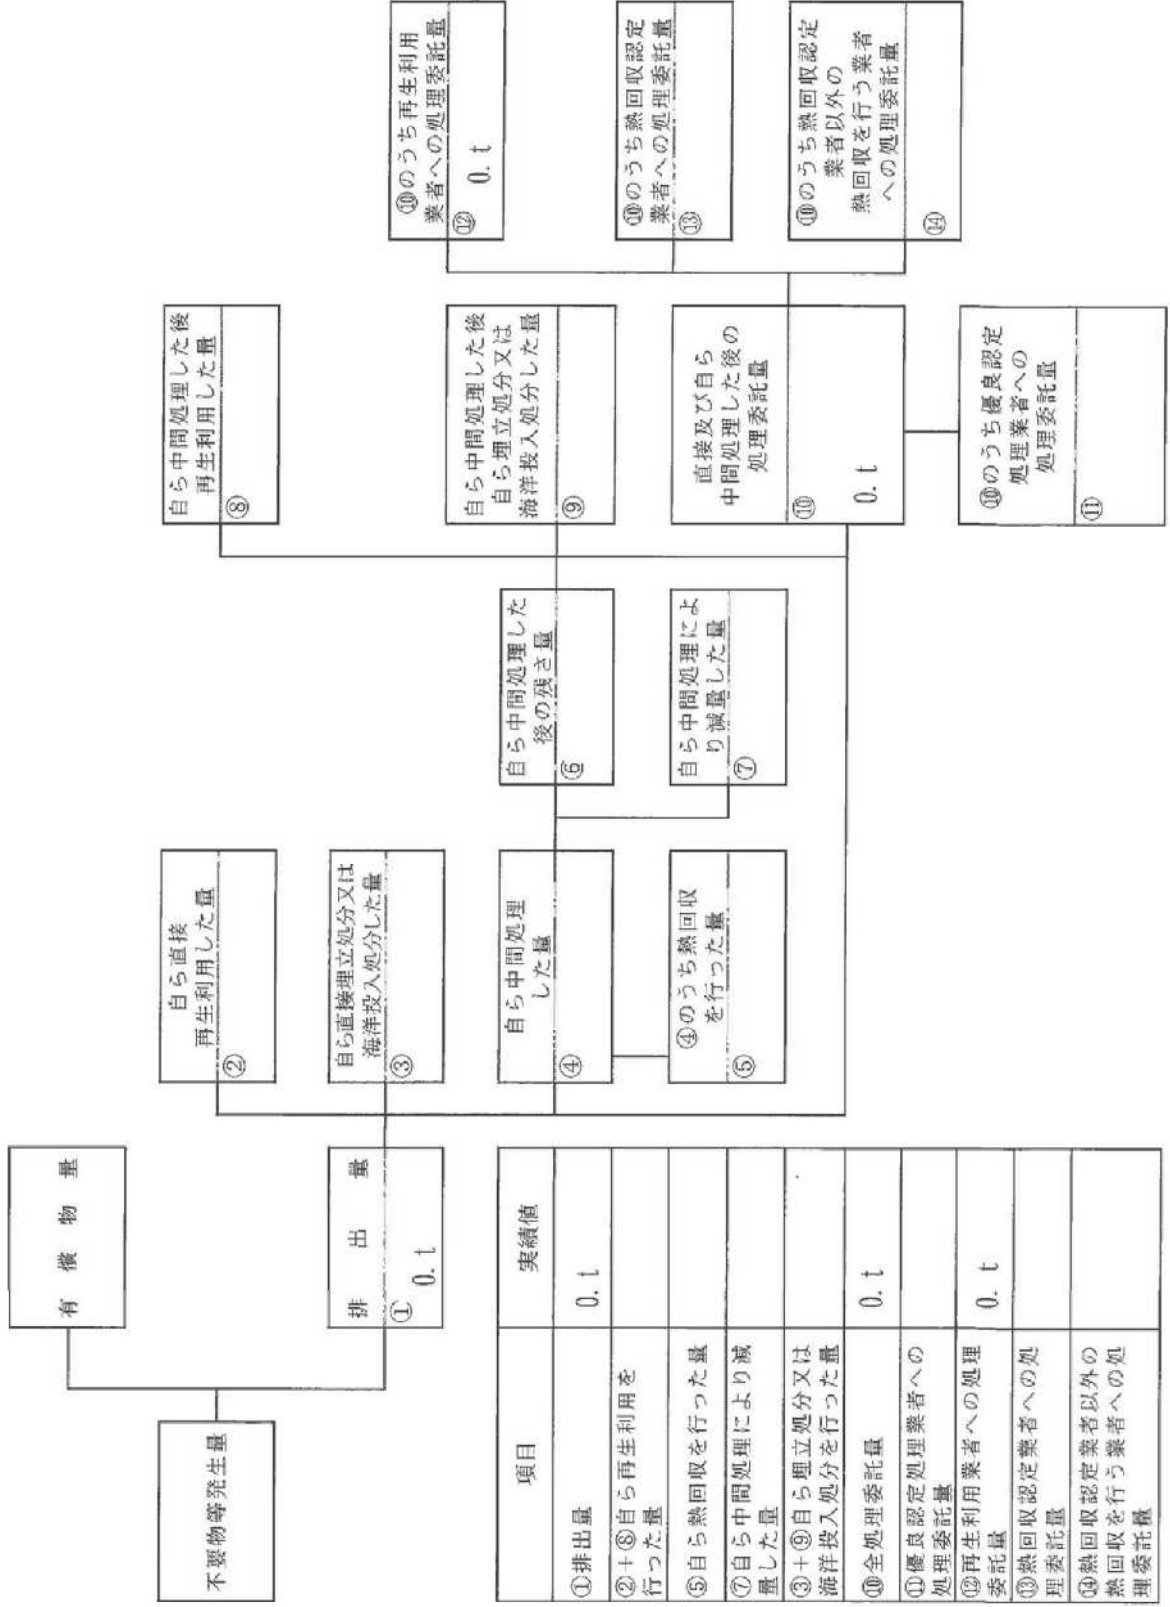 不要物等発生量
有償物量
排出量
①
0. t
自ら直接
再生利用した量
②
自ら直接埋立処分又は
海洋投入処分した量
③
自ら中間処理
した量
④
④のうち熱回収
を行った量
⑤
自ら中間処理した
後の残さ量
⑥
自ら中間処理によ
り減量した量
⑦
自ら中間処理した後
再生利用した量
⑧
自ら中間処理した後
自ら埋立処分又は
海洋投入処分した量
⑨
直接及び自ら
中間処理した後の
処理委託量
⑩
0. t
⑩のうち優良認定
処理業者への
処理委託量
⑪
⑩のうち再生利用
業者への処理委託量
⑫
0. t
⑩のうち熱回収認定
業者への処理委託量
⑬
⑩のうち熱回収認定
業者以外の
熱回収を行う業者
への処理委託量
⑭
項目 実績値
①排出量 0. t
②+⑧自ら再生利用を
行った量
⑤自ら熱回収を行った量
⑦自ら中間処理により減
量した量
③+⑨自ら埋立処分又は
海洋投入処分を行った量
⑩全処理委託量 0. t
⑪優良認定処理業者への
処理委託量
⑫再生利用業者への処理
委託量 0. t
⑬熱回収認定業者への処
理委託量
⑭熱回収認定業者以外の
熱回収を行う業者への処
理委託量